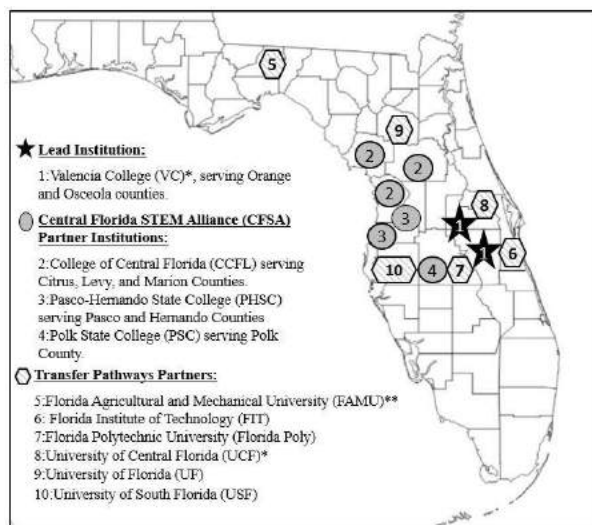 5
9
2
2
2
8
3
1
3
1
6
10
4
7
Lead Institution:
1:Valencia College (VC)*, serving Orange
and Osceola counties.
Central Florida STEM Alliance (CFSA)
Partner Institutions:
2:College of Central Florida (CCFL) serving
Citrus, Levy, and Marion Counties.
3:Pasco-Hernando State College (PHSC)
serving Pasco and Hernando Counties
4:Polk State College (PSC) serving Polk
County.
Transfer Pathways Partners:
5:Florida Agricultural and Mechanical University (FAMU)**
6: Florida Institute of Technology (FIT)
7:Florida Polytechnic University (Florida Poly)
8:University of Central Florida (UCF)*
9:University of Florida (UF)
10:University of South Florida (USF)